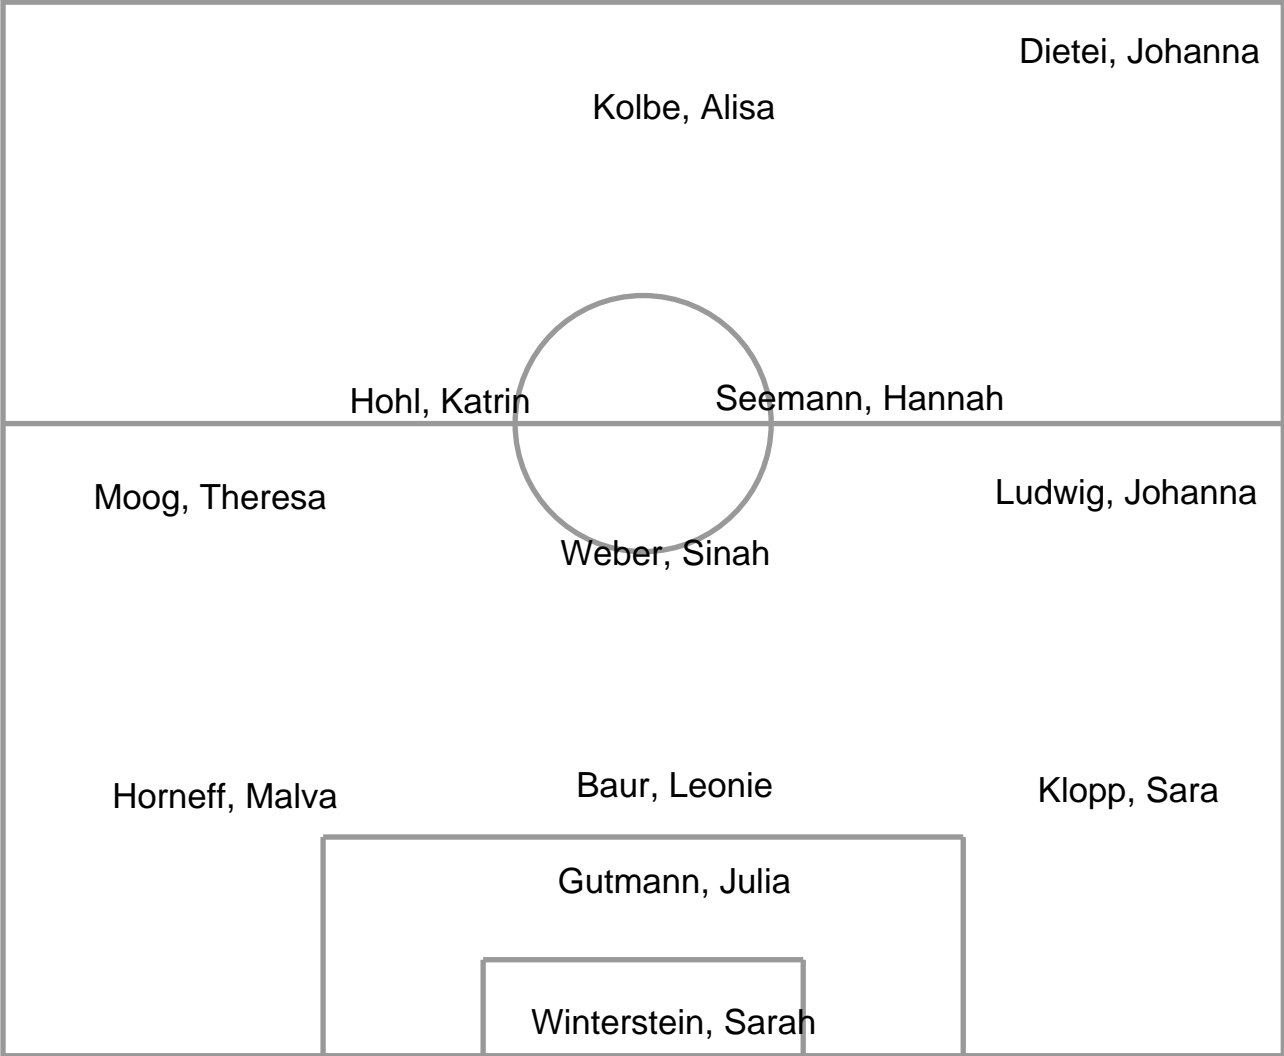 Dietei, Johanna
Kolbe, Alisa
Hohl, Katrin
Seemann, Hannah
Moog, Theresa
Ludwig, Johanna
Weber, Sinah
Horneff, Malva
Baur, Leonie
Klopp, Sara
Gutmann, Julia
Winterstein, Sarah